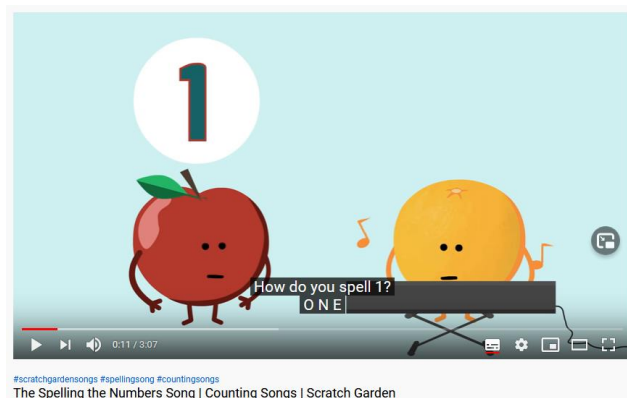 1
How do you spell 1?
O N E
0:11 / 3:07
#scratchgardensongs #spellingsong #countingsongs
The Spelling the Numbers Song | Counting Songs | Scratch Garden